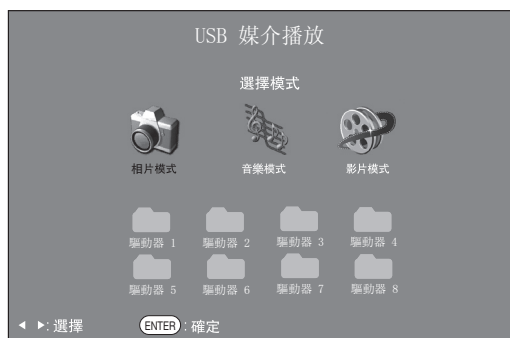 USB 媒介播放
選擇模式
相片模式 音樂模式 影片模式
驅動器 1 驅動器 2 驅動器 3 驅動器 4
驅動器 5 驅動器 6 驅動器 7 驅動器 8
◀ ▶: 選擇 ENTER : 確定